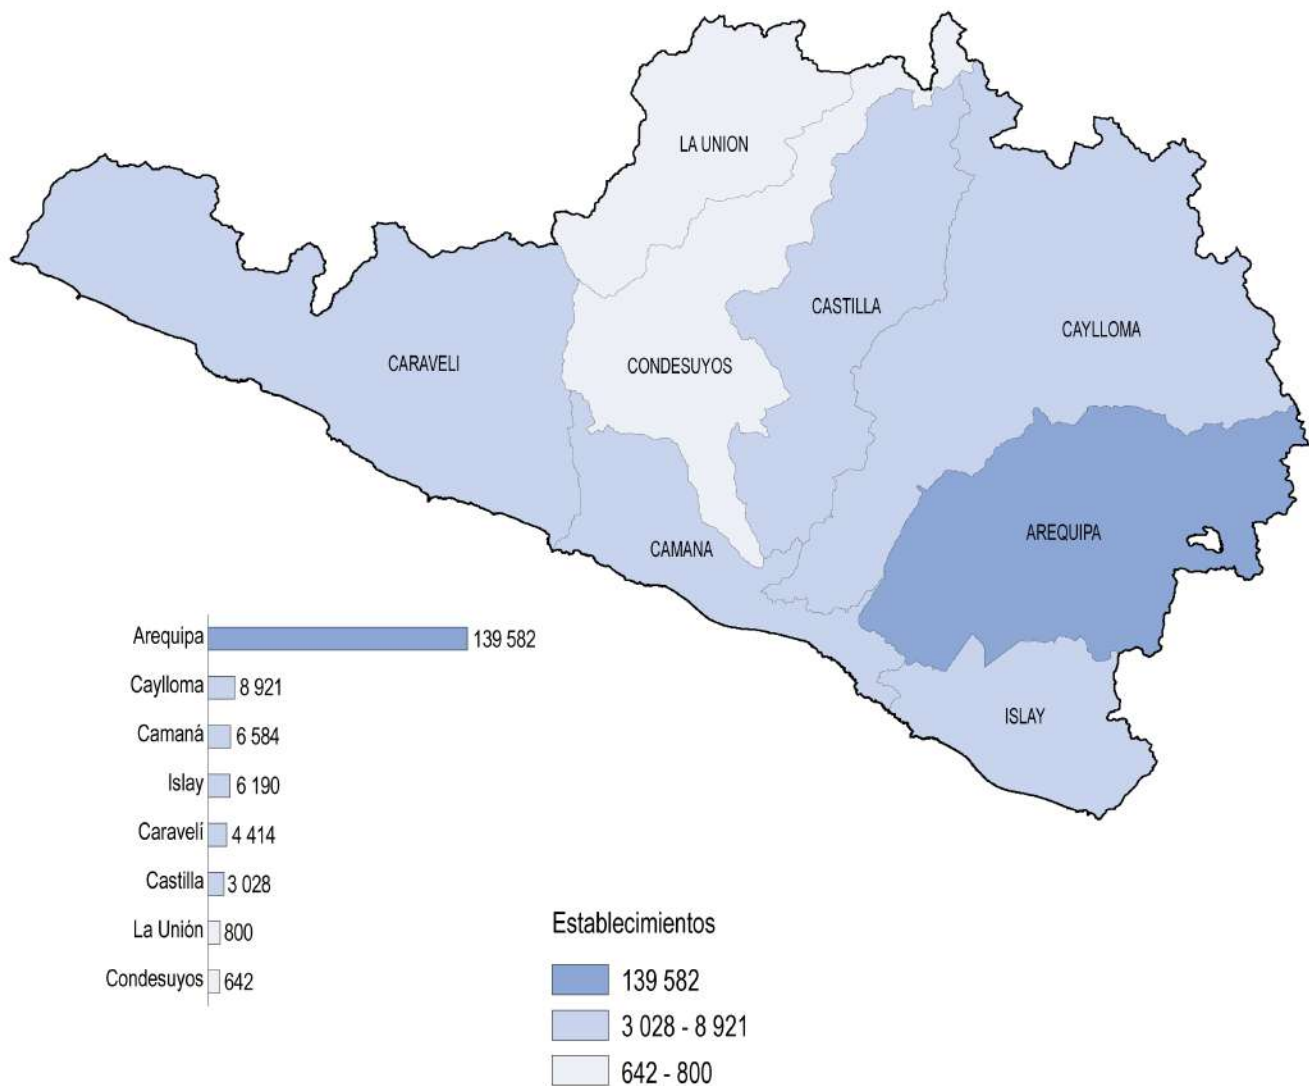 LA UNION
CASTILLA
CAYLLOMA
CARAVELI
CONDESUYOS
AREQUIPA
CAMANA
ISLAY
Arequipa 139 582
Caylloma 8 921
Camaná 6 584
Islay 6 190
Caravelí 4 414
Castilla 3 028
La Unión 800
Condesuyos 642
Establecimientos
139 582
3 028 - 8 921
642 - 800